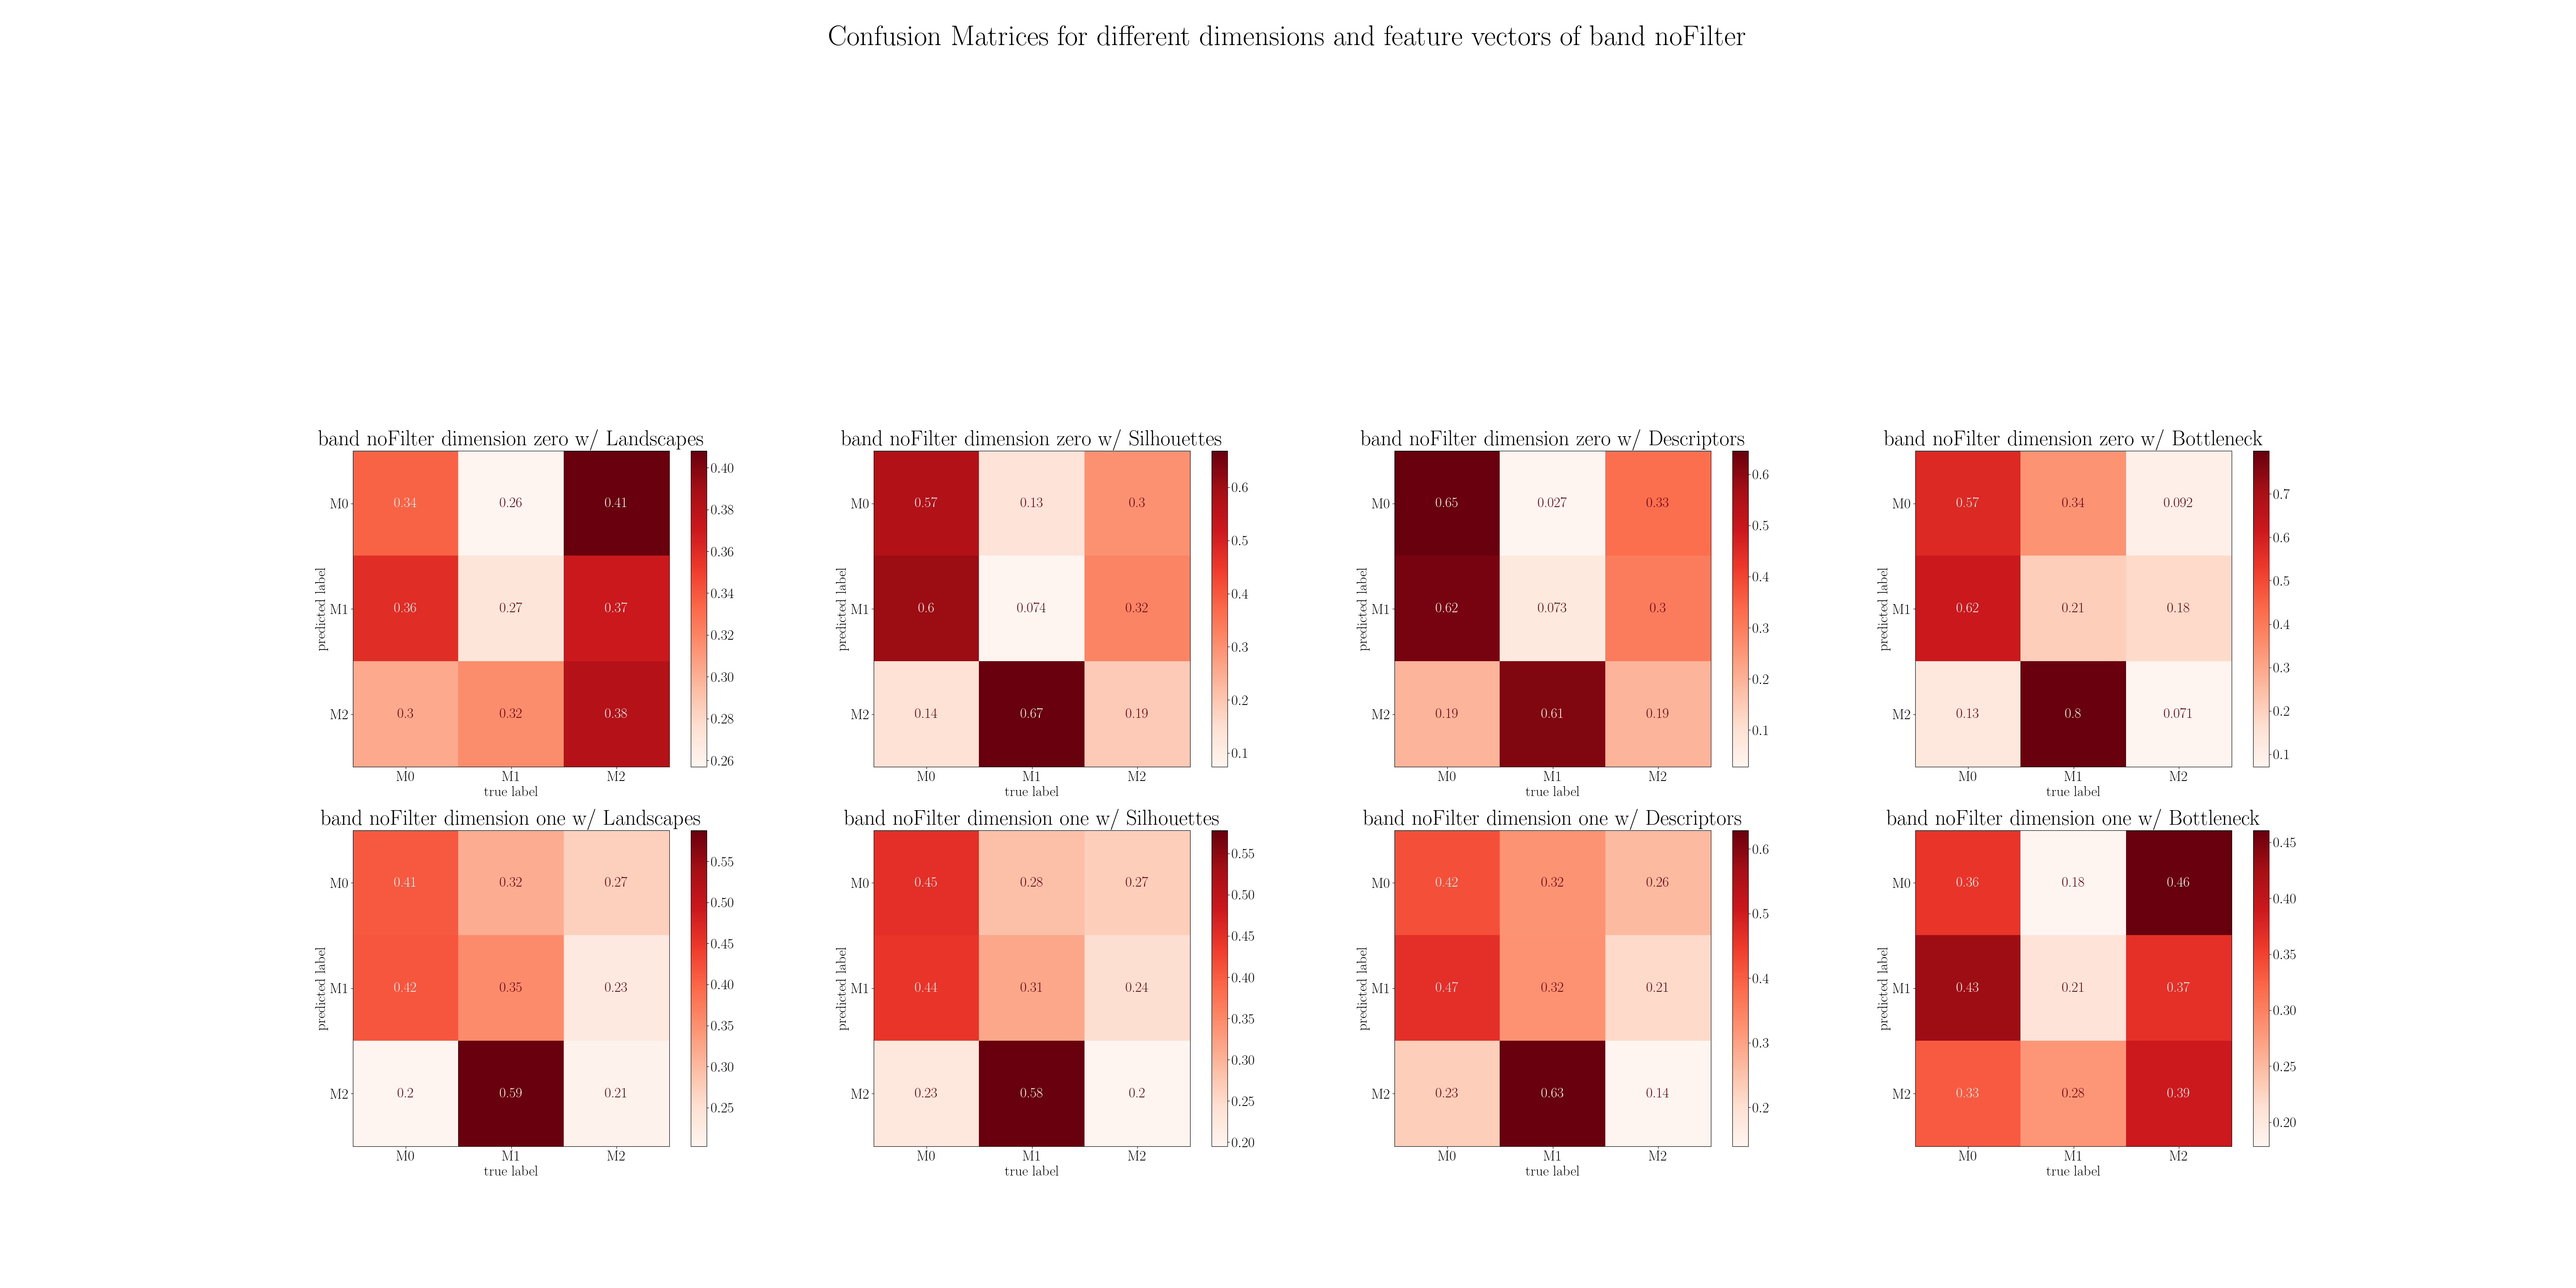 Confusion Matrices for different dimensions and feature vectors of band noFilter
band noFilter dimension zero w/ Landscapes
predicted label
M0 0.34 0.26 0.41
M1 0.36 0.27 0.37
M2 0.3 0.32 0.38
M0 M1 M2
true label
0.40
0.38
0.36
0.34
0.32
0.30
0.28
0.26
band noFilter dimension zero w/ Silhouettes
predicted label
M0 0.57 0.13 0.3
M1 0.6 0.074 0.32
M2 0.14 0.67 0.19
M0 M1 M2
true label
0.6
0.5
0.4
0.3
0.2
0.1
band noFilter dimension zero w/ Descriptors
predicted label
M0 0.65 0.027 0.33
M1 0.62 0.073 0.3
M2 0.19 0.61 0.19
M0 M1 M2
true label
0.6
0.5
0.4
0.3
0.2
0.1
band noFilter dimension zero w/ Bottleneck
predicted label
M0 0.57 0.34 0.092
M1 0.62 0.21 0.18
M2 0.13 0.8 0.071
M0 M1 M2
true label
0.7
0.6
0.5
0.4
0.3
0.2
0.1
band noFilter dimension one w/ Landscapes
predicted label
M0 0.41 0.32 0.27
M1 0.42 0.35 0.23
M2 0.2 0.59 0.21
M0 M1 M2
true label
0.55
0.50
0.45
0.40
0.35
0.30
0.25
band noFilter dimension one w/ Silhouettes
predicted label
M0 0.45 0.28 0.27
M1 0.44 0.31 0.24
M2 0.23 0.58 0.2
M0 M1 M2
true label
0.55
0.50
0.45
0.40
0.35
0.30
0.25
0.20
band noFilter dimension one w/ Descriptors
predicted label
M0 0.42 0.32 0.26
M1 0.47 0.32 0.21
M2 0.23 0.63 0.14
M0 M1 M2
true label
0.6
0.5
0.4
0.3
0.2
band noFilter dimension one w/ Bottleneck
predicted label
M0 0.36 0.18 0.46
M1 0.43 0.21 0.37
M2 0.33 0.28 0.39
M0 M1 M2
true label
0.45
0.40
0.35
0.30
0.25
0.20